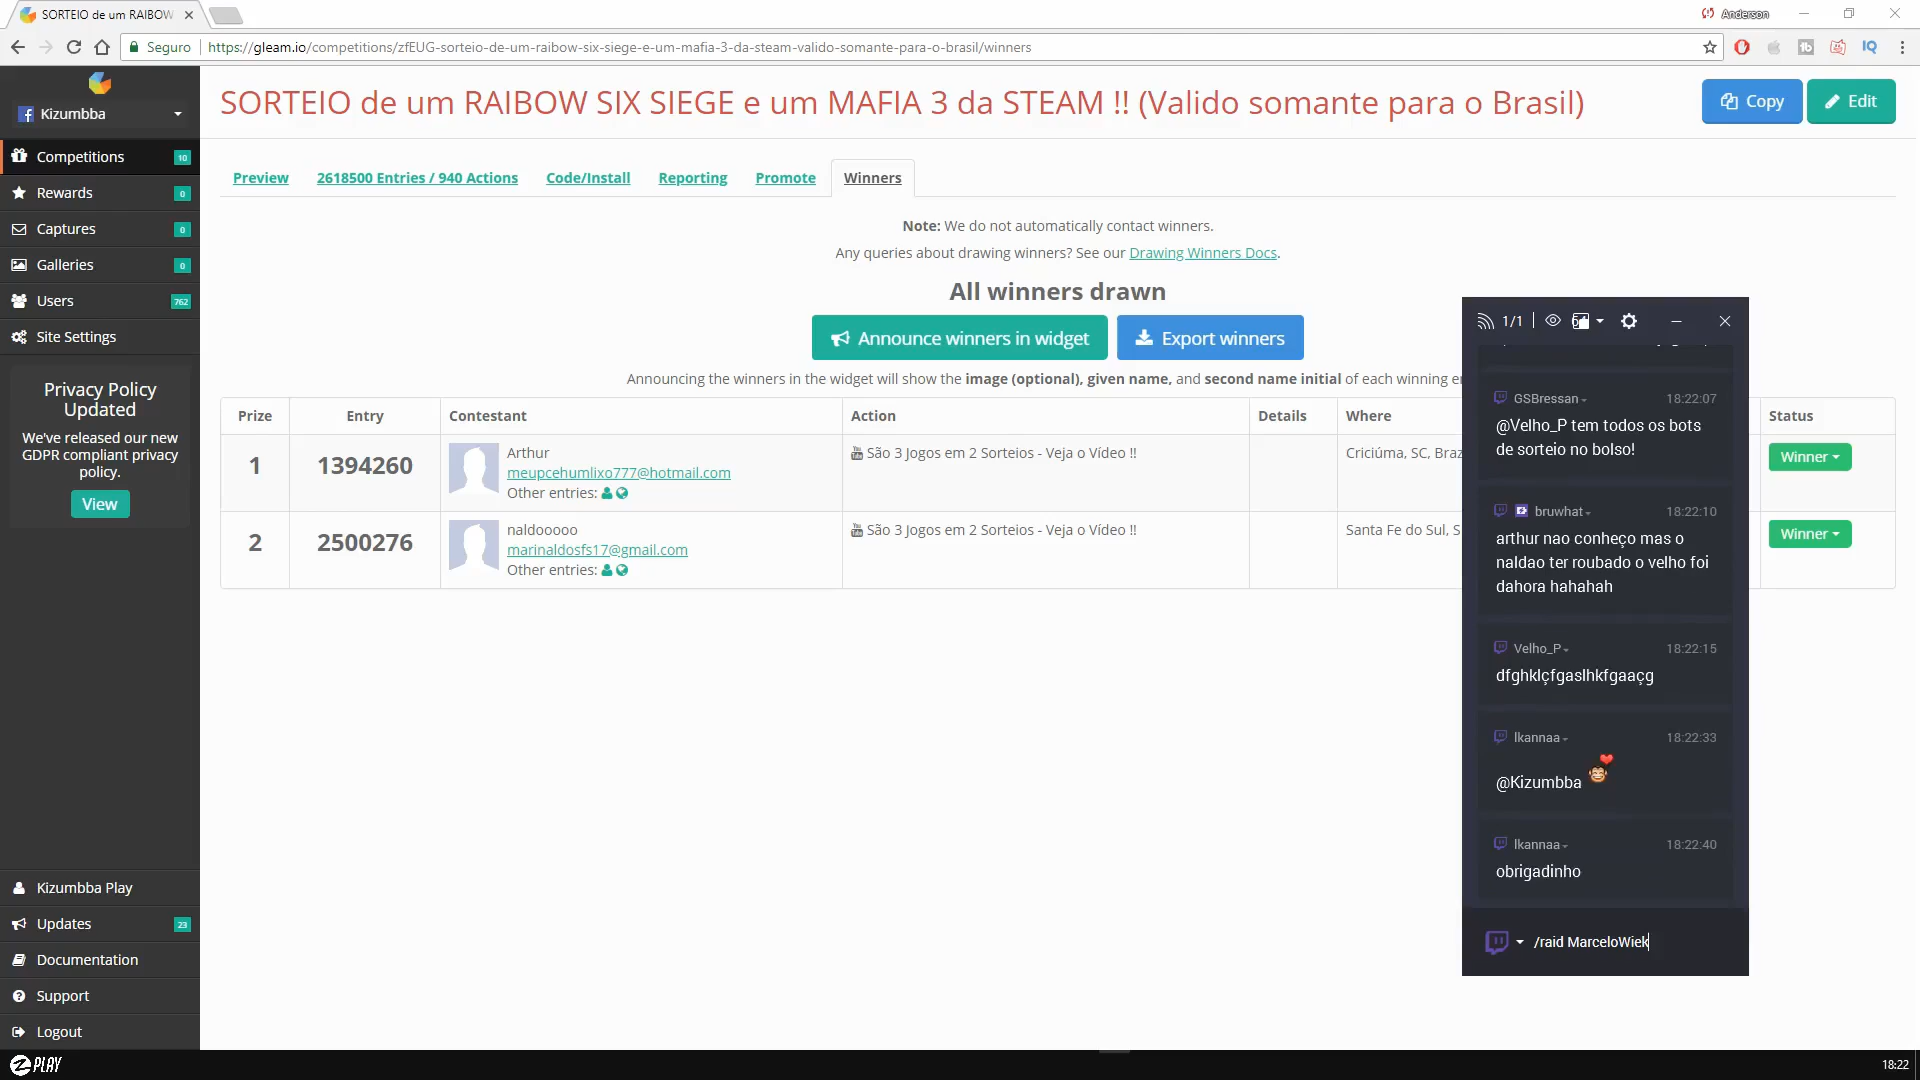 SORTEIO de um RAIBOW
Anderson
Seguro
https://gleam.io/competitions/zfEUG-sorteio-de-um-raibow-six-siege-e-um-mafia-3-da-steam-valido-somante-para-o-brasil/winners
Kizumbba
SORTEIO de um RAIBOW SIX SIEGE e um MAFIA 3 da STEAM !! (Valido somante para o Brasil)
Copy
Edit
Competitions 10
Rewards 0
Captures 0
Galleries 0
Users 762
Site Settings
Privacy Policy
Updated
We've released our new
GDPR compliant privacy
policy.
View
Kizumbba Play
Updates 23
Documentation
Support
Logout
Preview
2618500 Entries / 940 Actions
Code/Install
Reporting
Promote
Winners
Note: We do not automatically contact winners.
Any queries about drawing winners? See our Drawing Winners Docs.
All winners drawn
Announce winners in widget
Export winners
Announcing the winners in the widget will show the image (optional), given name, and second name initial of each winning
Prize Entry Contestant Action Details Where Status
1 1394260 Arthur São 3 Jogos em 2 Sorteios - Veja o Vídeo !! Criciúma, SC, Braz Winner
meupcehumlixo777@hotmail.com
Other entries:
2 2500276 naldooooo São 3 Jogos em 2 Sorteios - Veja o Vídeo !! Santa Fe do Sul, S Winner
marinaldosfs17@gmail.com
Other entries:
1/1
GSBressan 18:22:07
@Velho_P tem todos os bots
de sorteio no bolso!
bruwhat 18:22:10
arthur nao conheço mas o
naldao ter roubado o velho foi
dahora hahahah
Velho_P 18:22:15
dfghklçfgaslhkfgaaçg
lkannaa 18:22:33
@Kizumbba
lkannaa 18:22:40
obrigadinho
/raid MarceloWiek
PLAY
18:22